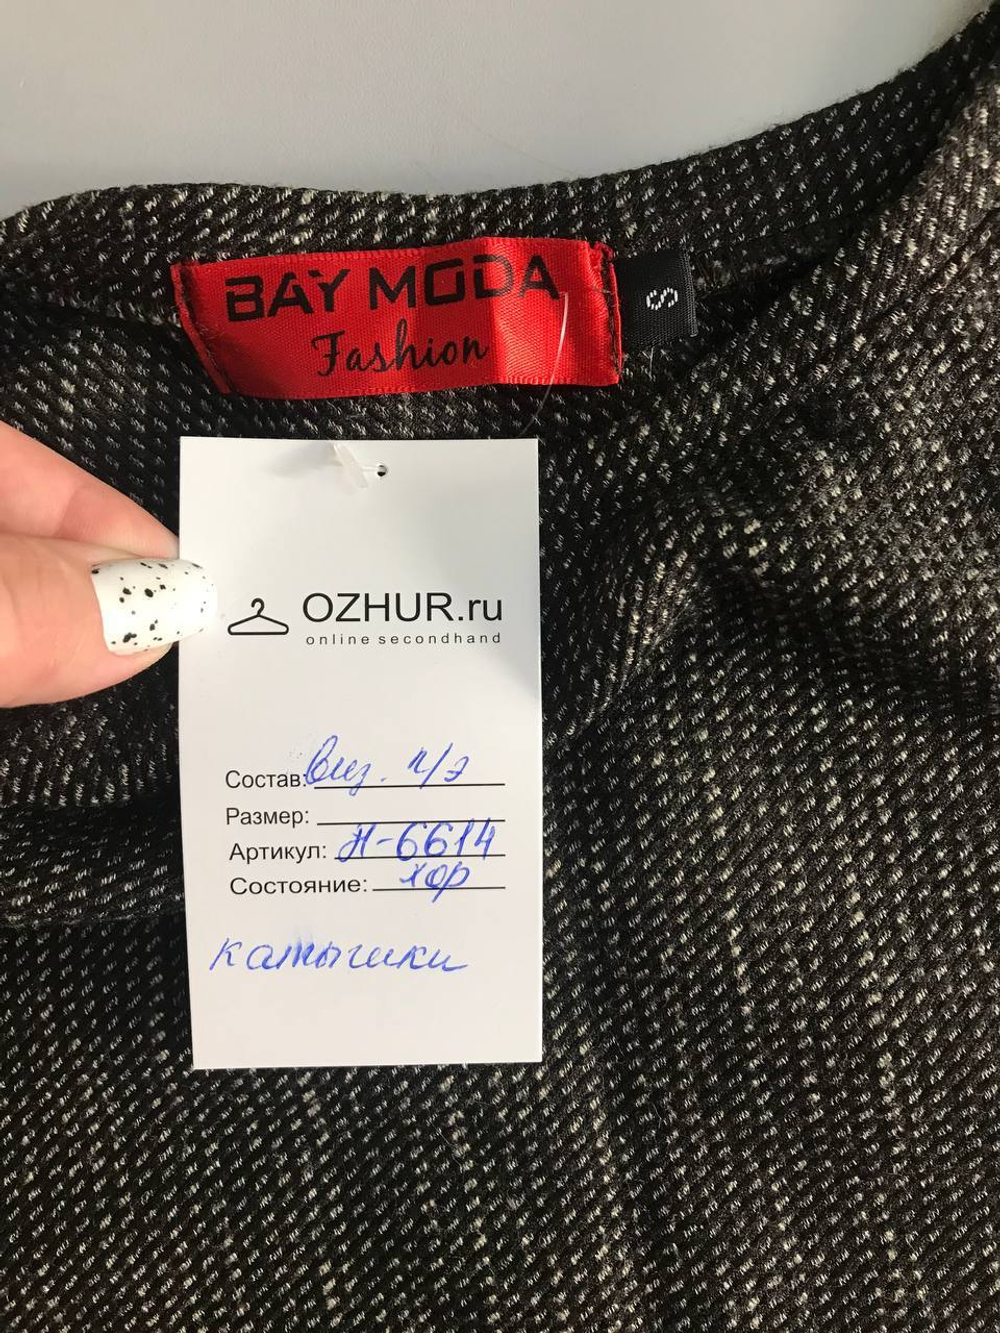 BAY MODA
Fashion
S
OZHUR.ru
online secondhand
Состав: виз. п/э
Размер:
Артикул: Н-6614
Состояние: хор
катышки